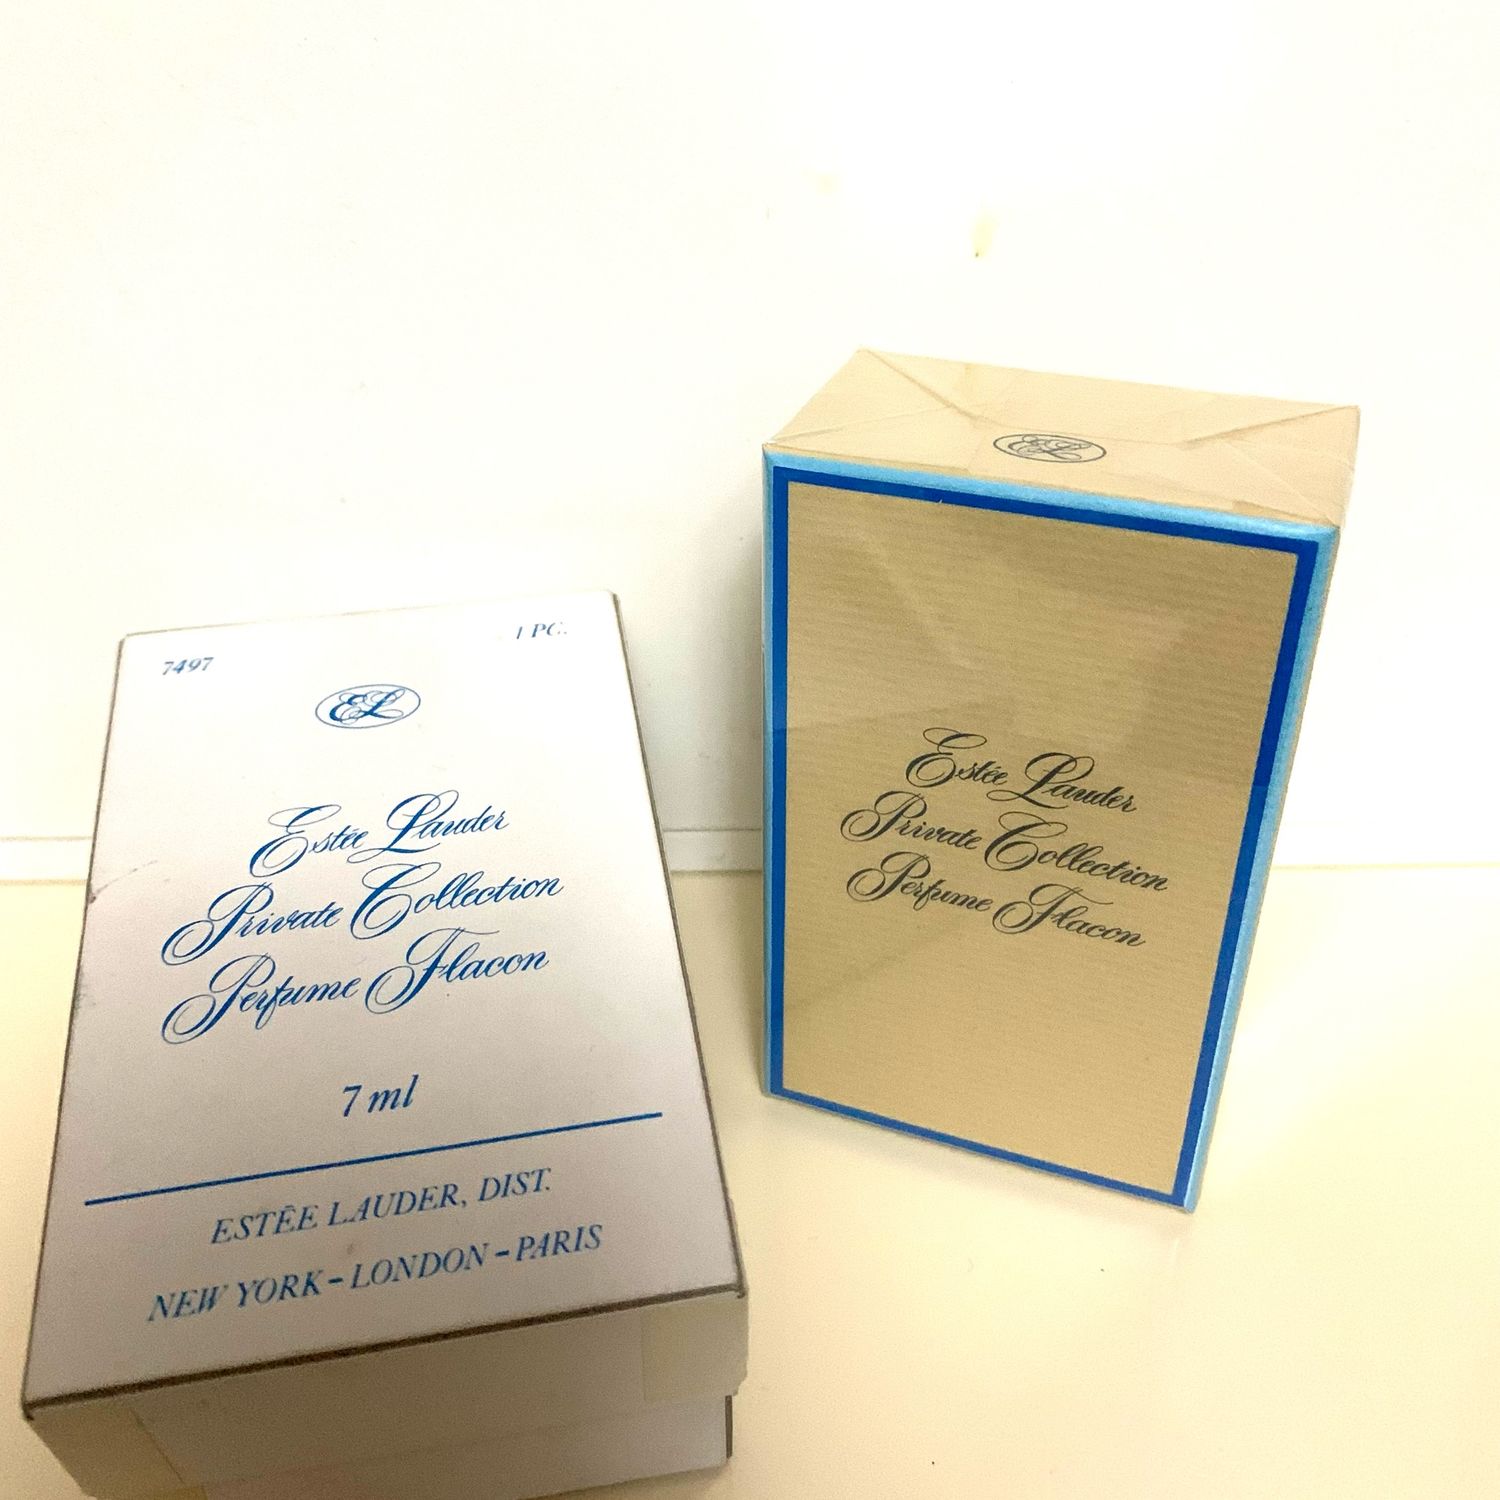 7497
1 PC.
EL
Estée Lauder
Private Collection
Perfume Flacon
7 ml
ESTĒE LAUDER, DIST.
NEW YORK – LONDON – PARIS
EL
Estée Lauder
Private Collection
Perfume Flacon